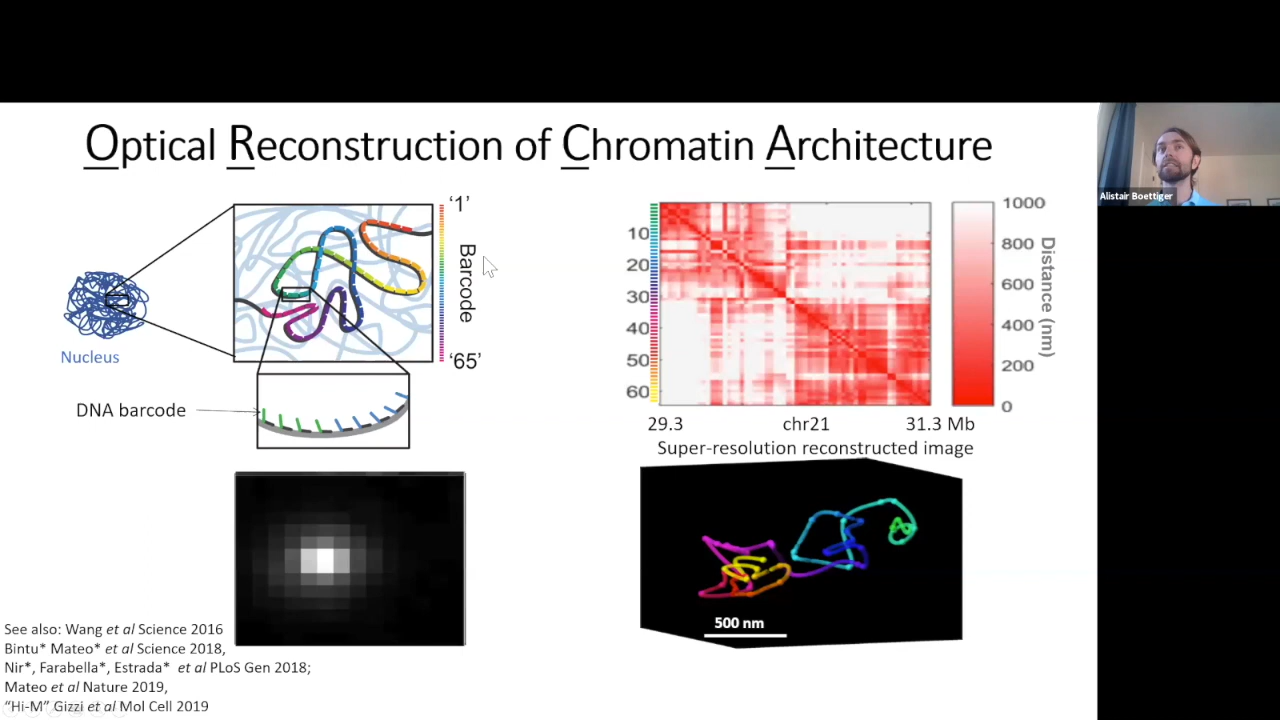 Optical Reconstruction of Chromatin Architecture
Alistair Boettiger
Nucleus
‘1’
Barcode
‘65’
DNA barcode
10
20
30
40
50
60
29.3 chr21 31.3 Mb
1000
800
600
400
200
0
Distance (nm)
Super-resolution reconstructed image
500 nm
See also: Wang et al Science 2016
Bintu* Mateo* et al Science 2018,
Nir*, Farabella*, Estrada* et al PLoS Gen 2018;
Mateo et al Nature 2019,
“Hi-M” Gizzi et al Mol Cell 2019